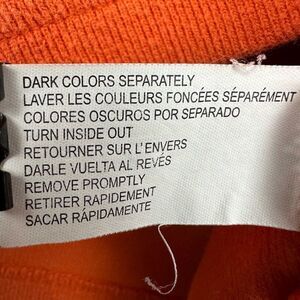 DARK COLORS SEPARATELY
LAVER LES COULEURS FONCÉES SÉPARÉMENT
COLORES OSCUROS POR SEPARADO
TURN INSIDE OUT
RETOURNER SUR L'ENVERS
DARLE VUELTA AL REVÉS
REMOVE PROMPTLY
RETIRER RAPIDEMENT
SACAR RÁPIDAMENTE